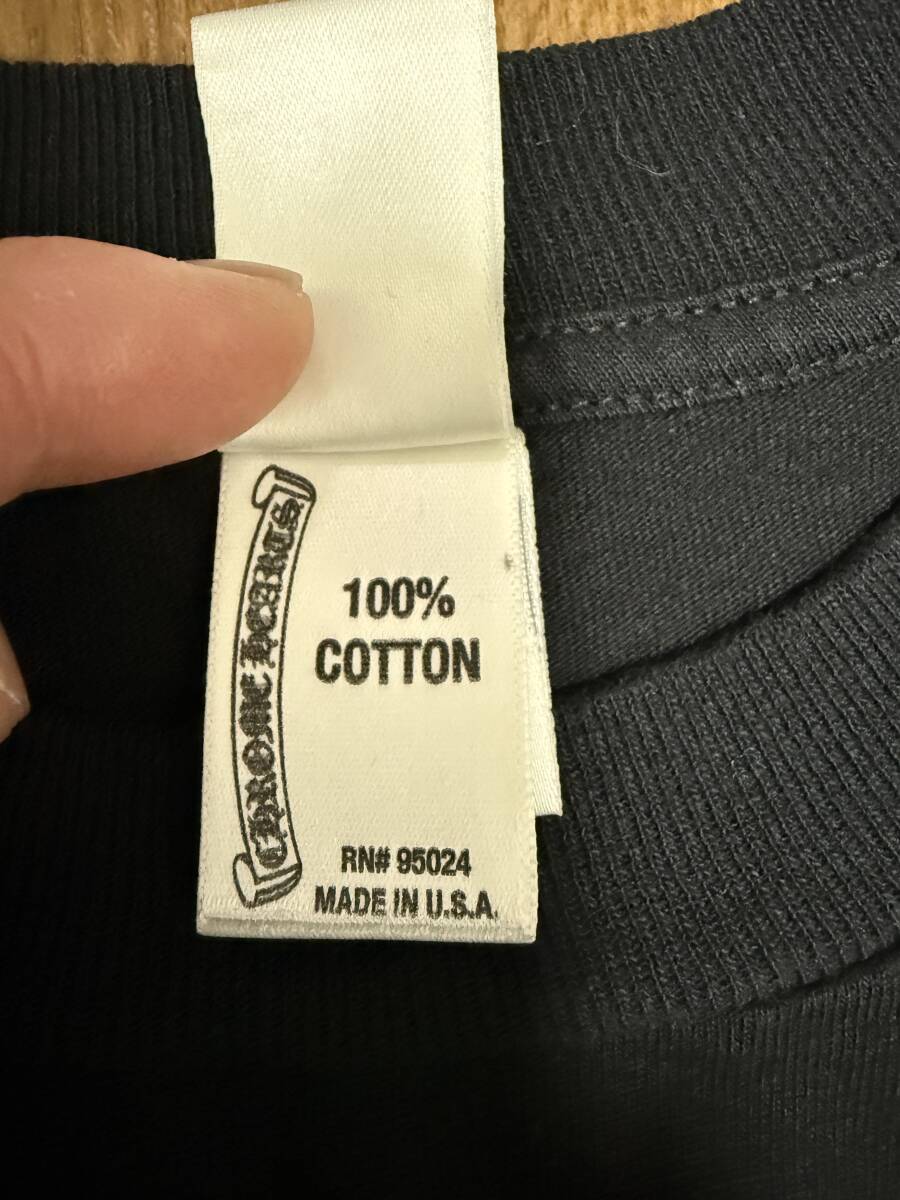 CHROME HEARTS
100%
COTTON
RN# 95024
MADE IN U.S.A.